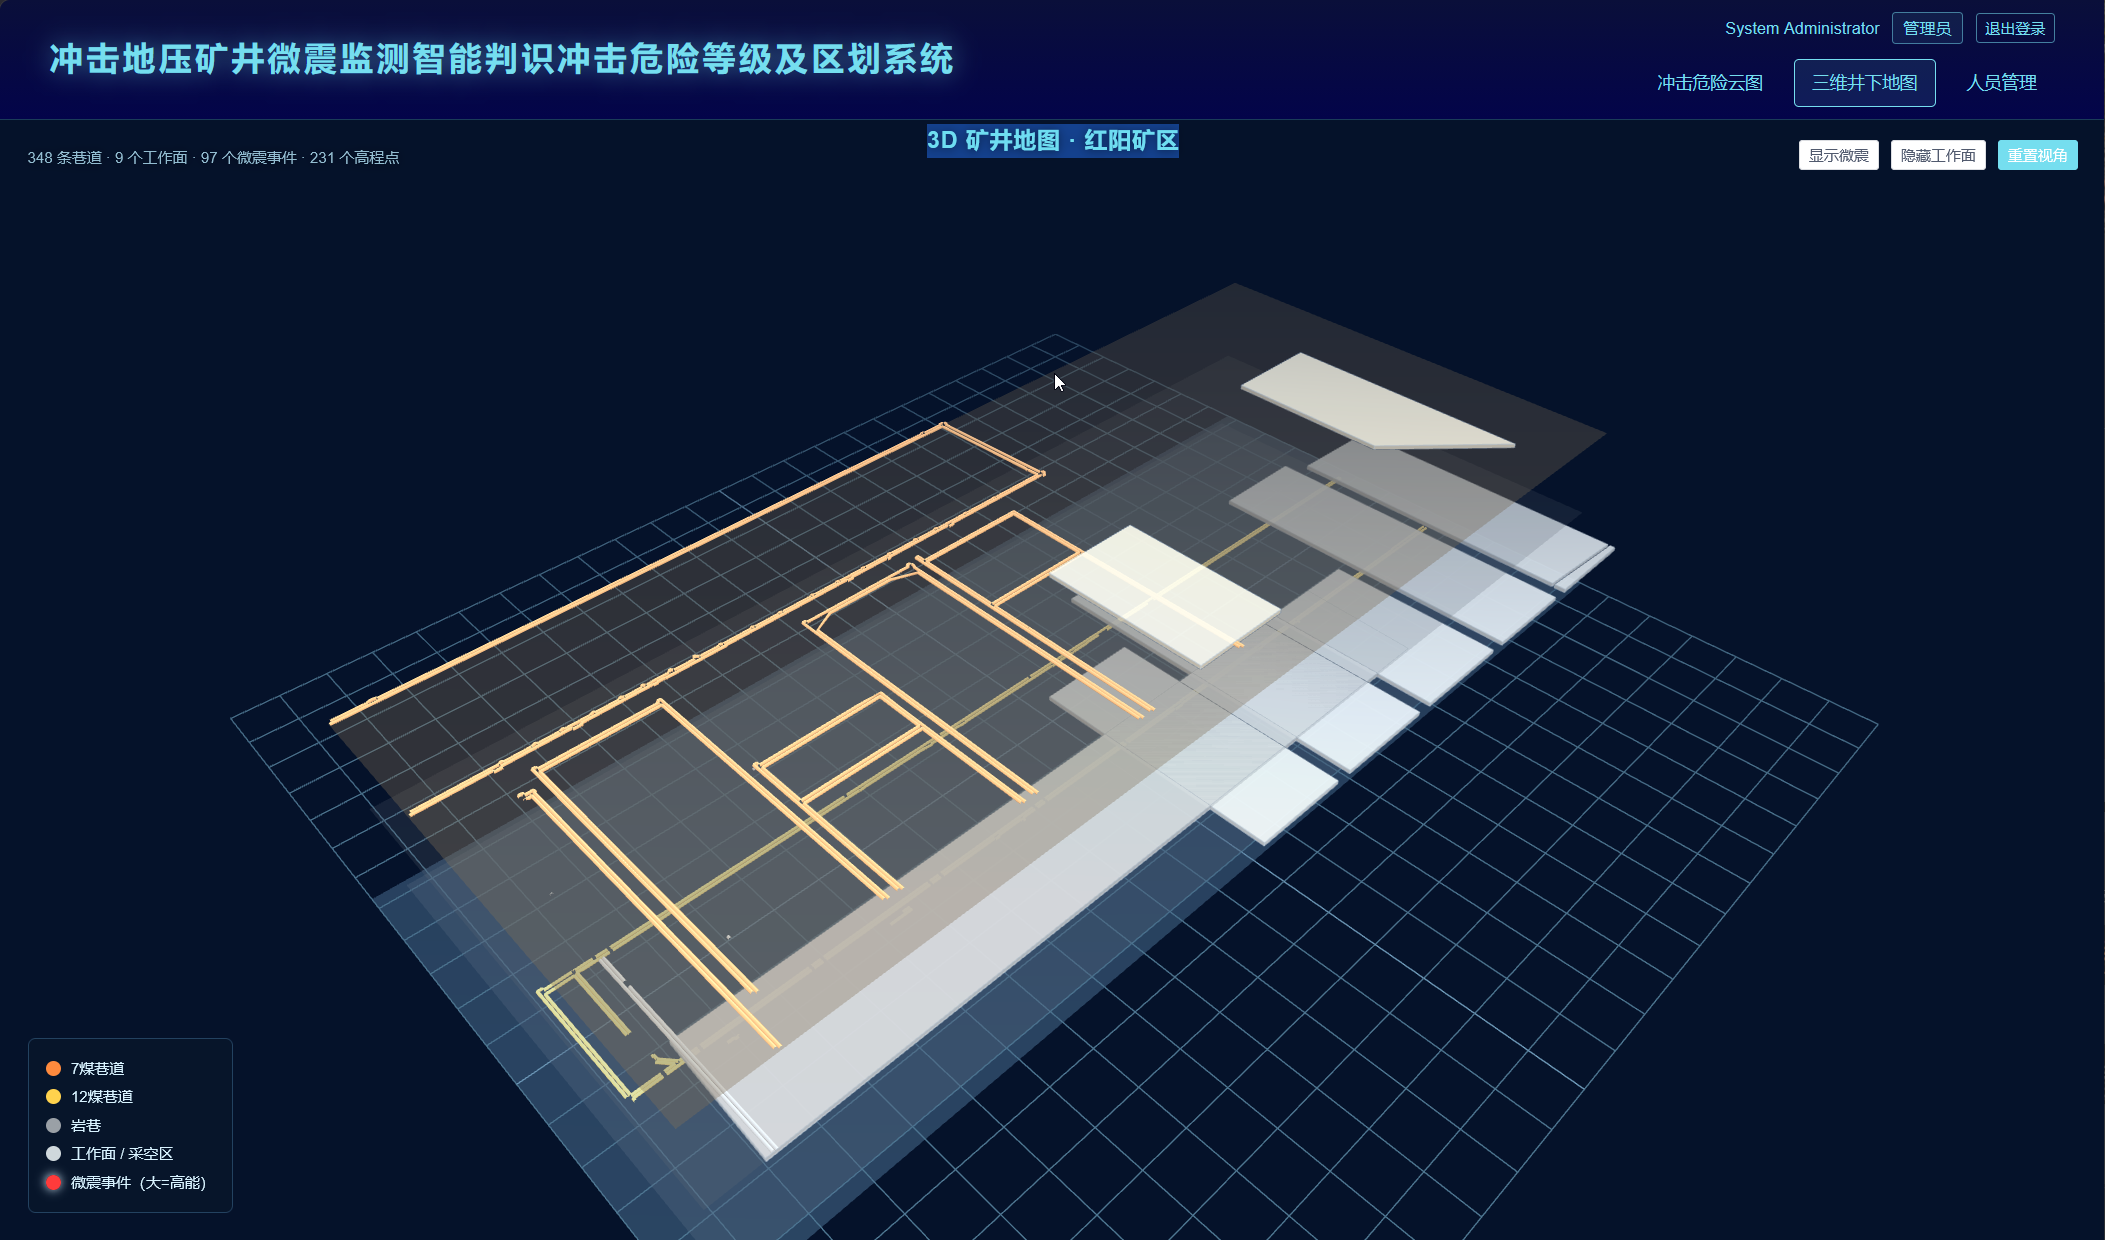 冲击地压矿井微震监测智能判识冲击危险等级及区划系统
System Administrator 管理员 退出登录
冲击危险云图 三维井下地图 人员管理
3D 矿井地图 · 红阳矿区
348 条巷道 · 9 个工作面 · 97 个微震事件 · 231 个高程点
显示微震 隐藏工作面 重置视角
7煤巷道
12煤巷道
岩巷
工作面 / 采空区
微震事件（大=高能）